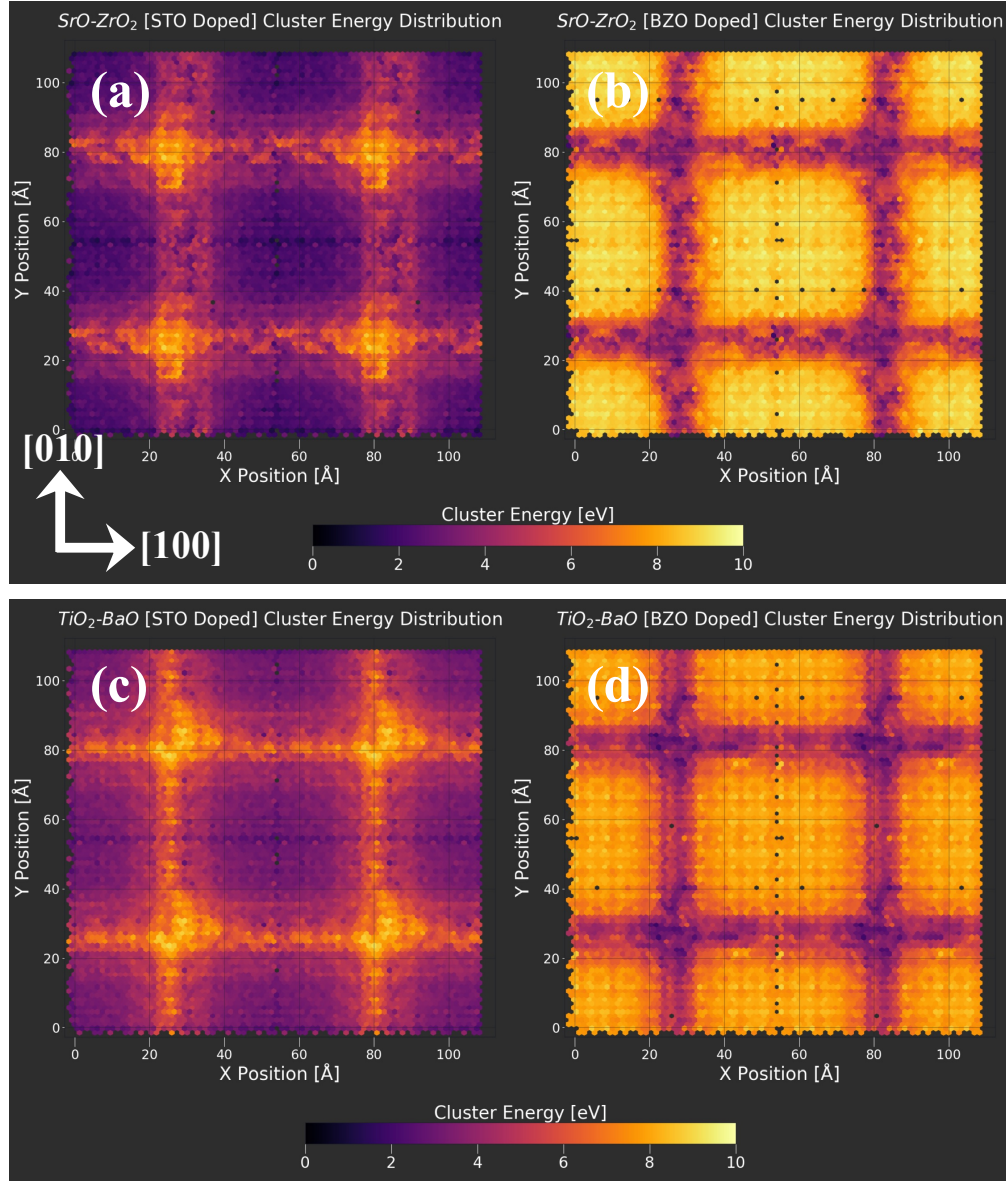 SrO-ZrO₂ [STO Doped] Cluster Energy Distribution
SrO-ZrO₂ [BZO Doped] Cluster Energy Distribution
(a)
(b)
100
80
60
40
20
0
Y Position [Å]
100
80
60
40
20
0
Y Position [Å]
0 20 40 60 80 100
X Position [Å]
0 20 40 60 80 100
X Position [Å]
[010]
[100]
Cluster Energy [eV]
0 2 4 6 8 10
TiO₂-BaO [STO Doped] Cluster Energy Distribution
TiO₂-BaO [BZO Doped] Cluster Energy Distribution
(c)
(d)
100
80
60
40
20
0
Y Position [Å]
100
80
60
40
20
0
Y Position [Å]
0 20 40 60 80 100
X Position [Å]
0 20 40 60 80 100
X Position [Å]
Cluster Energy [eV]
0 2 4 6 8 10